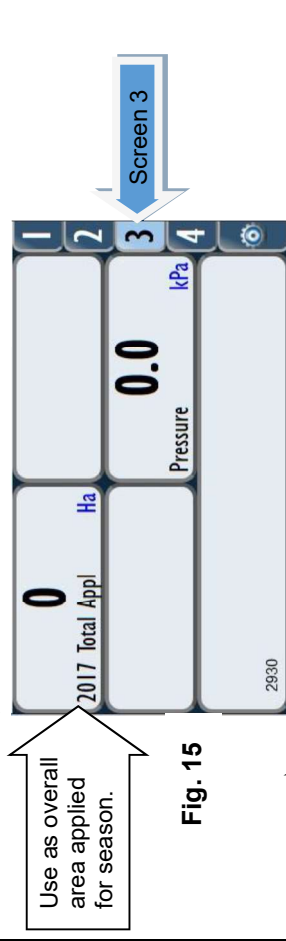 Use as overall
area applied
for season.
Fig. 15
0
2017 Total Appl Ha
0.0
Pressure kPa
2930
1
2
3
4
Screen 3